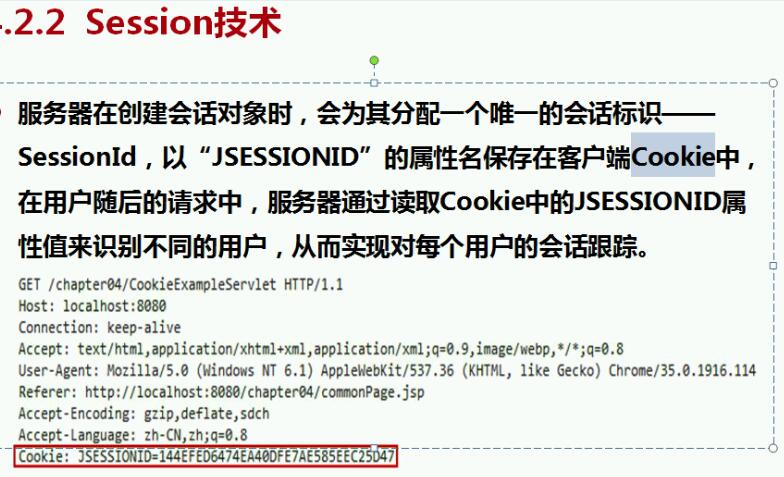 4.2.2 Session技术
服务器在创建会话对象时，会为其分配一个唯一的会话标识——
SessionId，以“JSESSIONID”的属性名保存在客户端Cookie中，
在用户随后的请求中，服务器通过读取Cookie中的JSESSIONID属
性值来识别不同的用户，从而实现对每个用户的会话跟踪。
GET /chapter04/CookieExampleServlet HTTP/1.1
Host: localhost:8080
Connection: keep-alive
Accept: text/html,application/xhtml+xml,application/xml;q=0.9,image/webp,*/*;q=0.8
User-Agent: Mozilla/5.0 (Windows NT 6.1) AppleWebKit/537.36 (KHTML, like Gecko) Chrome/35.0.1916.114
Referer: http://localhost:8080/chapter04/commonPage.jsp
Accept-Encoding: gzip,deflate,sdch
Accept-Language: zh-CN,zh;q=0.8
Cookie: JSESSIONID=144EFED6474EA40DFE7AE585EEC25D47